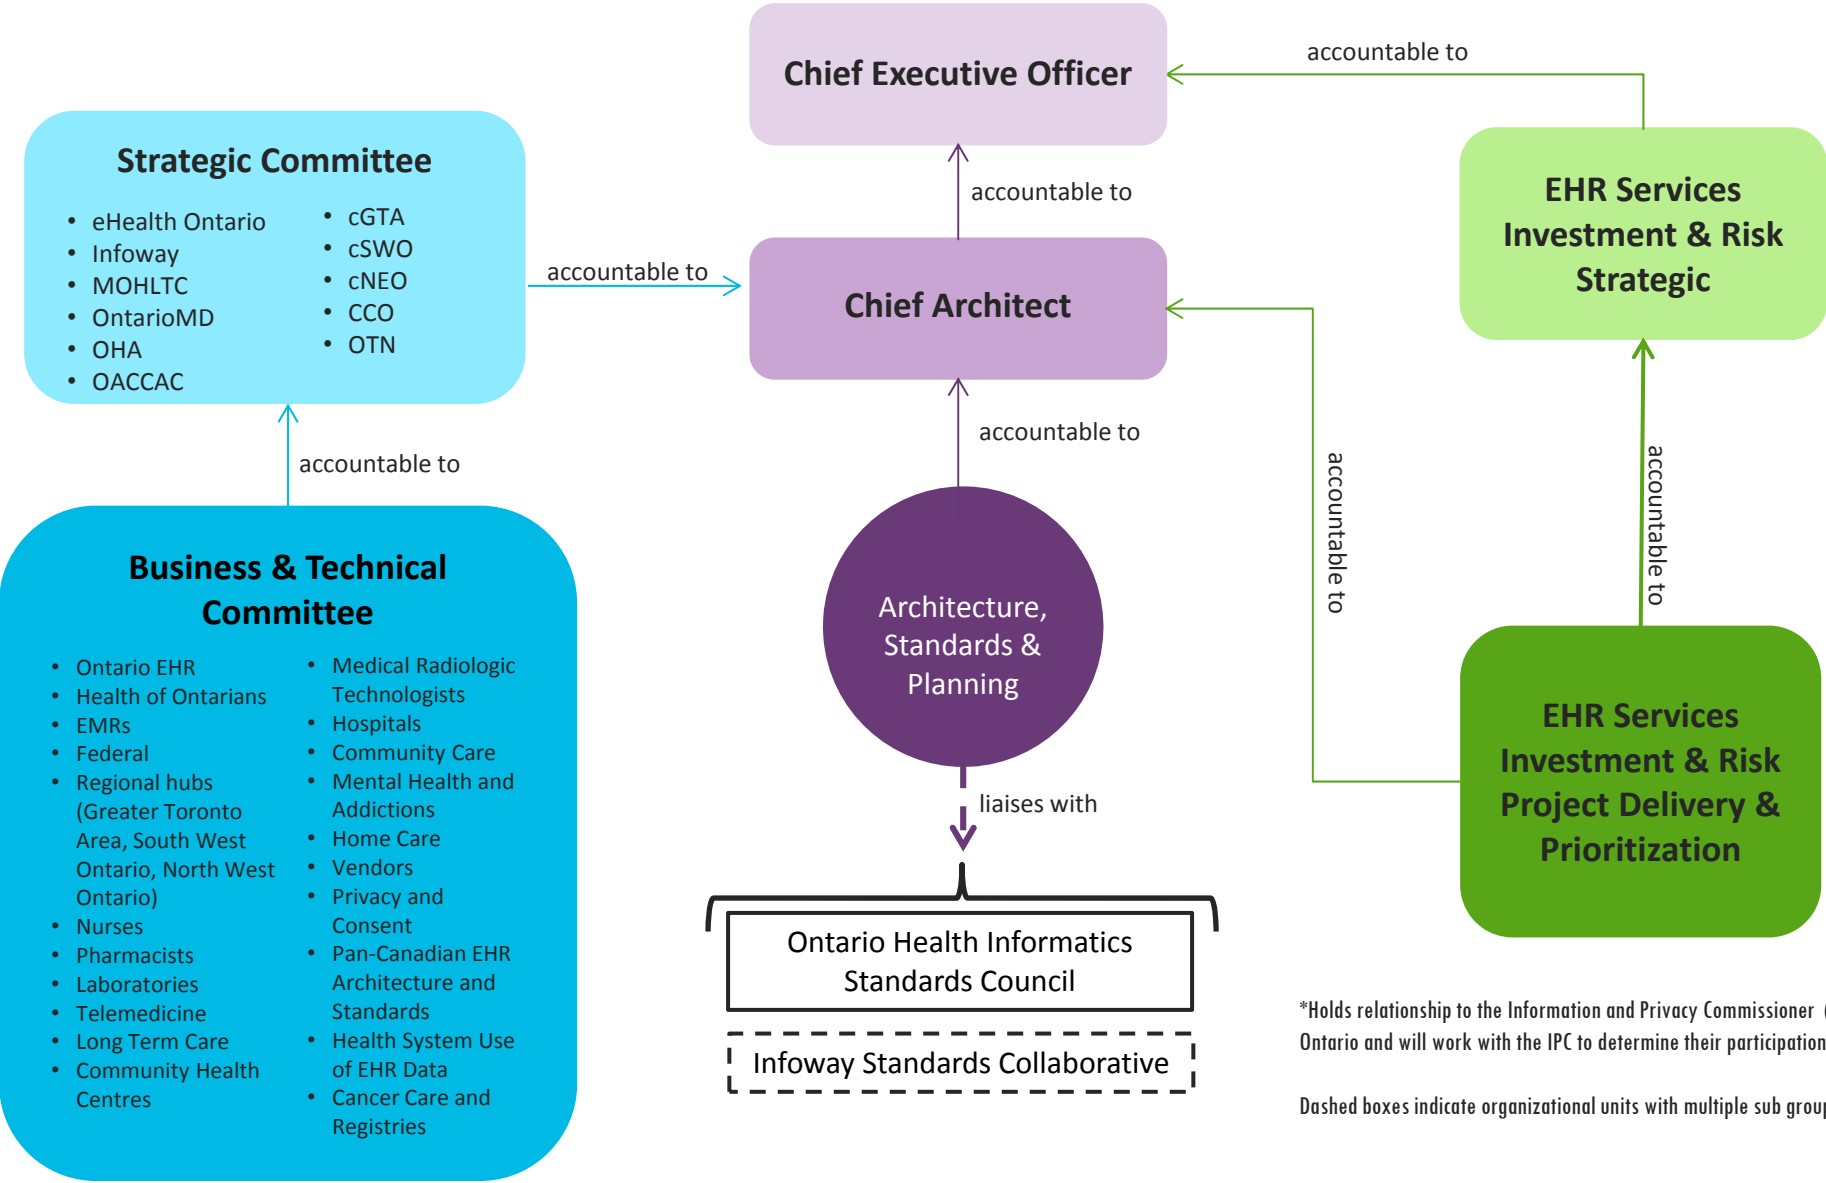 Chief Executive Officer
accountable to
Strategic Committee
• eHealth Ontario
• Infoway
• MOHLTC
• OntarioMD
• OHA
• OACCAC
• cGTA
• cSWO
• cNEO
• CCO
• OTN
accountable to
accountable to
Chief Architect
EHR Services
Investment & Risk
Strategic
accountable to
accountable to
accountable to
accountable to
Business & Technical
Committee
• Ontario EHR
• Health of Ontarians
• EMRs
• Federal
• Regional hubs
(Greater Toronto
Area, South West
Ontario, North West
Ontario)
• Nurses
• Pharmacists
• Laboratories
• Telemedicine
• Long Term Care
• Community Health
Centres
• Medical Radiologic
Technologists
• Hospitals
• Community Care
• Mental Health and
Addictions
• Home Care
• Vendors
• Privacy and
Consent
• Pan-Canadian EHR
Architecture and
Standards
• Health System Use
of EHR Data
• Cancer Care and
Registries
Architecture,
Standards &
Planning
liaises with
Ontario Health Informatics
Standards Council
Infoway Standards Collaborative
EHR Services
Investment & Risk
Project Delivery &
Prioritization
*Holds relationship to the Information and Privacy Commissioner (
Ontario and will work with the IPC to determine their participation
Dashed boxes indicate organizational units with multiple sub group